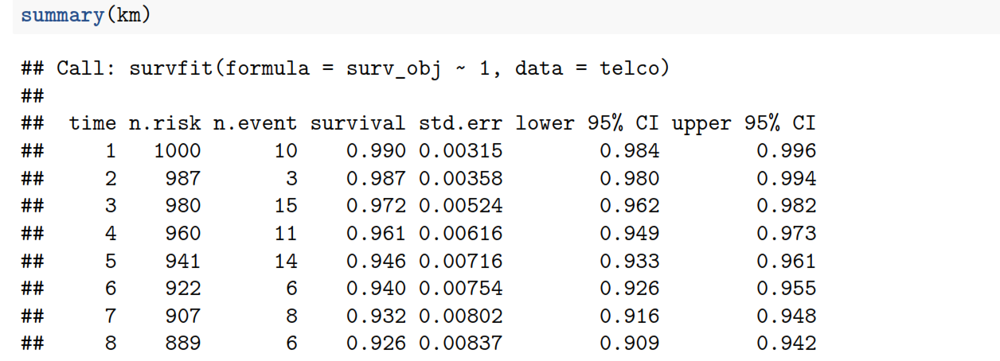 summary(km)
## Call: survfit(formula = surv_obj ~ 1, data = telco)
##
## time n.risk n.event survival std.err lower 95% CI upper 95% CI
## 1 1000 10 0.990 0.00315 0.984 0.996
## 2 987 3 0.987 0.00358 0.980 0.994
## 3 980 15 0.972 0.00524 0.962 0.982
## 4 960 11 0.961 0.00616 0.949 0.973
## 5 941 14 0.946 0.00716 0.933 0.961
## 6 922 6 0.940 0.00754 0.926 0.955
## 7 907 8 0.932 0.00802 0.916 0.948
## 8 889 6 0.926 0.00837 0.909 0.942